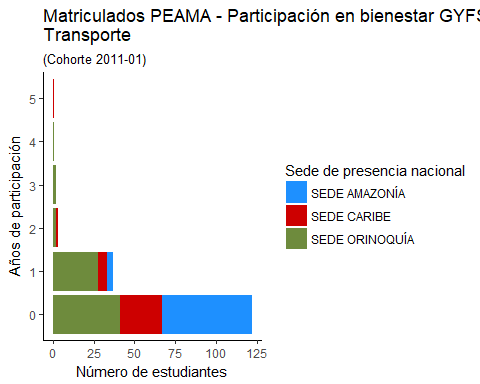 Matriculados PEAMA - Participación en bienestar GYFS
Transporte
(Cohorte 2011-01)
Años de participación
5
4
3
2
1
0
0 25 50 75 100 125
Número de estudiantes
Sede de presencia nacional
SEDE AMAZONÍA
SEDE CARIBE
SEDE ORINOQUÍA